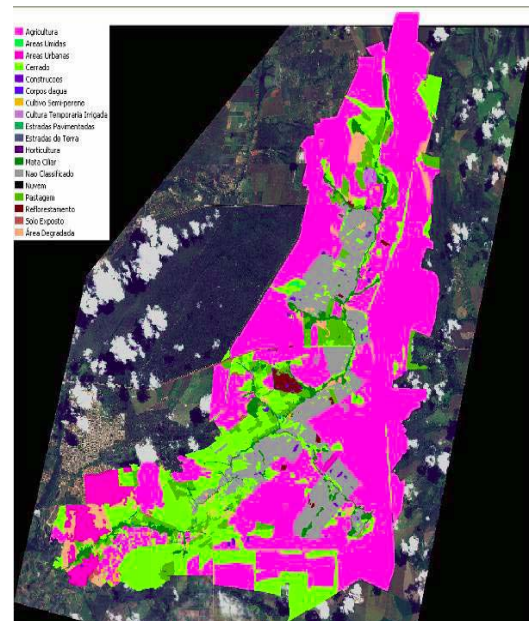 Agricultura
Areas Umidas
Areas Urbanas
Cerrado
Construcoes
Corpos dagua
Cultivo Semi-perene
Cultura Temporaria Irrigada
Estradas Pavimentadas
Estradas de Terra
Horticultura
Mata Ciliar
Nao Classificado
Nuvem
Pastagem
Reflorestamento
Solo Exposto
Área Degradada